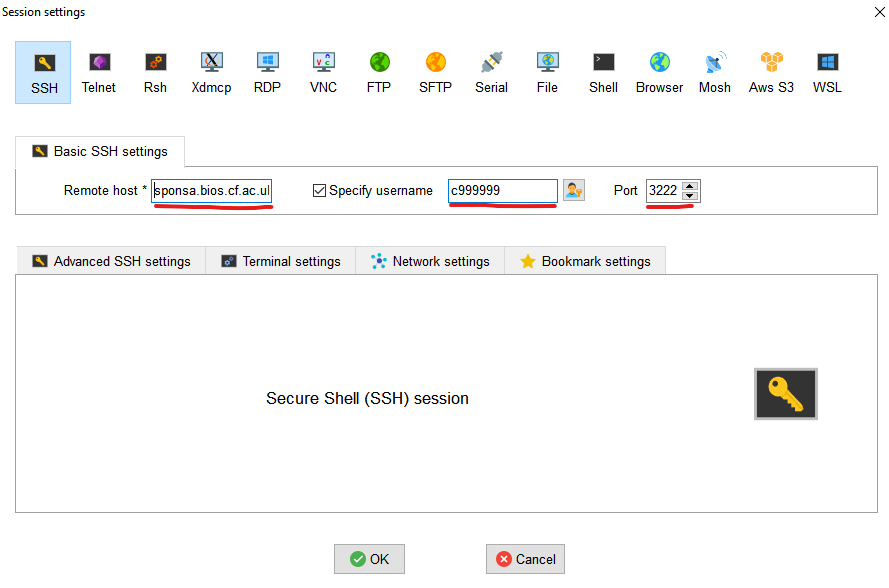 Session settings
SSH Telnet Rsh Xdmcp RDP VNC FTP SFTP Serial File Shell Browser Mosh Aws S3 WSL
Basic SSH settings
Remote host * sponsa.bios.cf.ac.ul Specify username c999999 Port 3222
Advanced SSH settings Terminal settings Network settings Bookmark settings
Secure Shell (SSH) session
OK Cancel